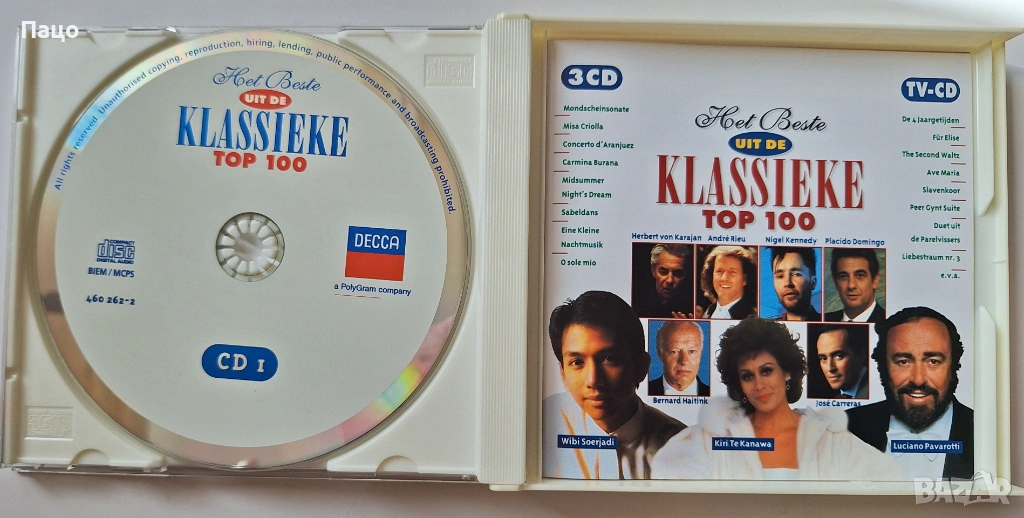 Пацо
All rights reserved. Unauthorised copying, reproduction, hiring, lending, public performance and broadcasting prohibited.
Het Beste
UIT DE
KLASSIEKE
TOP 100
COMPACT
disc
DIGITAL AUDIO
BIEM / MCPS
460 262-2
DECCA
a PolyGram company
CD 1
3CD
TV-CD
Mondscheinsonate
Misa Criolla
Concerto d'Aranjuez
Carmina Burana
Midsummer
Night's Dream
Sabeldans
Eine Kleine
Nachtmusik
O sole mio
Het Beste
UIT DE
KLASSIEKE
TOP 100
De 4 Jaargetijden
Für Elise
The Second Waltz
Ave Maria
Slavenkoor
Peer Gynt Suite
Duet uit
de Parelvissers
Liebestraum nr. 3
e.v.a.
Herbert von Karajan
André Rieu
Nigel Kennedy
Placido Domingo
Bernard Haitink
José Carreras
Wibi Soerjadi
Kiri Te Kanawa
Luciano Pavarotti
BAZAR